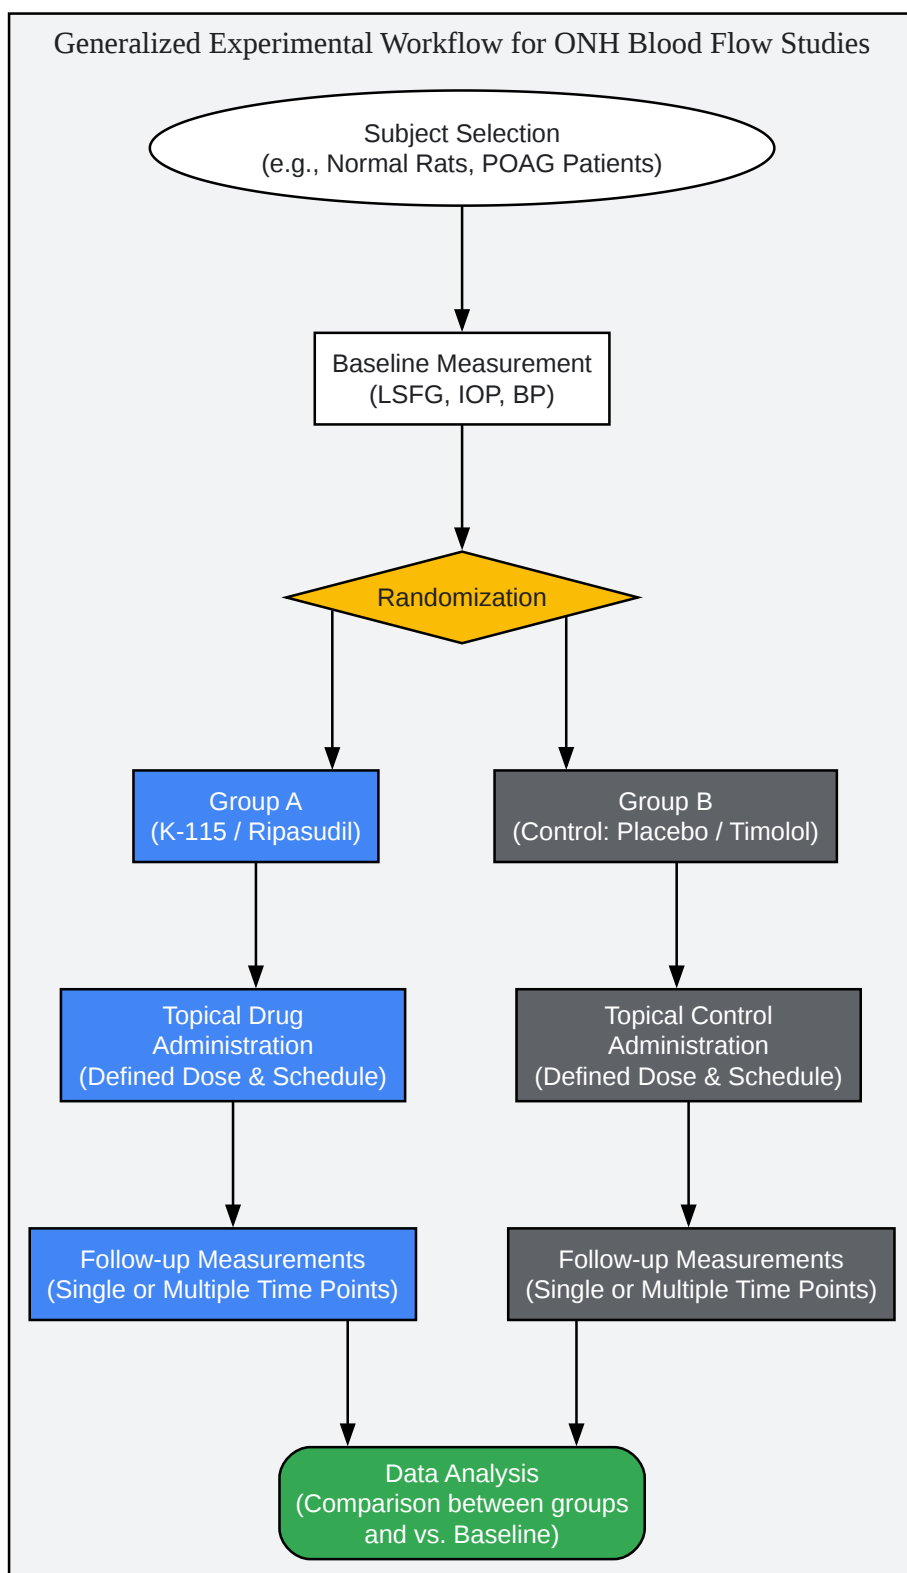 Generalized Experimental Workflow for ONH Blood Flow Studies
Subject Selection
(e.g., Normal Rats, POAG Patients)
Baseline Measurement
(LSFG, IOP, BP)
Randomization
Group A
(K-115 / Ripasudil)
Group B
(Control: Placebo / Timolol)
Topical Drug
Administration
(Defined Dose & Schedule)
Topical Control
Administration
(Defined Dose & Schedule)
Follow-up Measurements
(Single or Multiple Time Points)
Follow-up Measurements
(Single or Multiple Time Points)
Data Analysis
(Comparison between groups
and vs. Baseline)